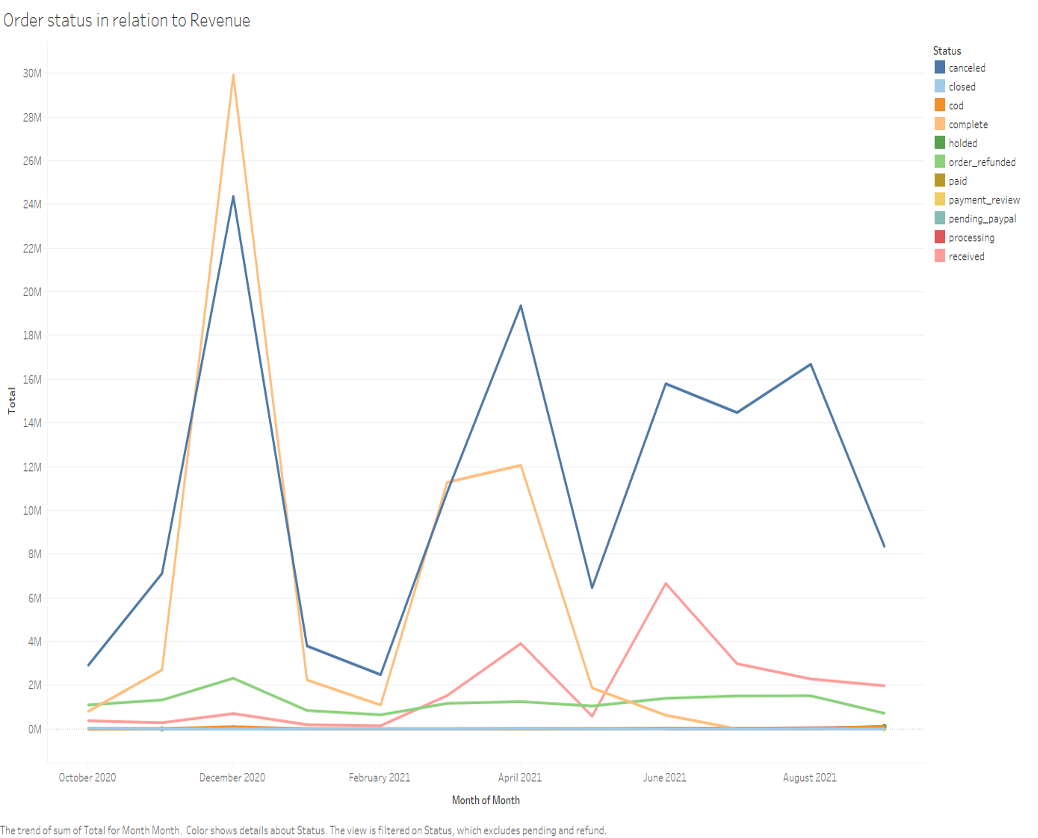 Order status in relation to Revenue
Status
canceled
closed
cod
complete
holded
order_refunded
paid
payment_review
pending_paypal
processing
received
30M
28M
26M
24M
22M
20M
18M
16M
14M
12M
10M
8M
6M
4M
2M
0M
Total
October 2020 December 2020 February 2021 April 2021 June 2021 August 2021
Month of Month
The trend of sum of Total for Month Month. Color shows details about Status. The view is filtered on Status, which excludes pending and refund.